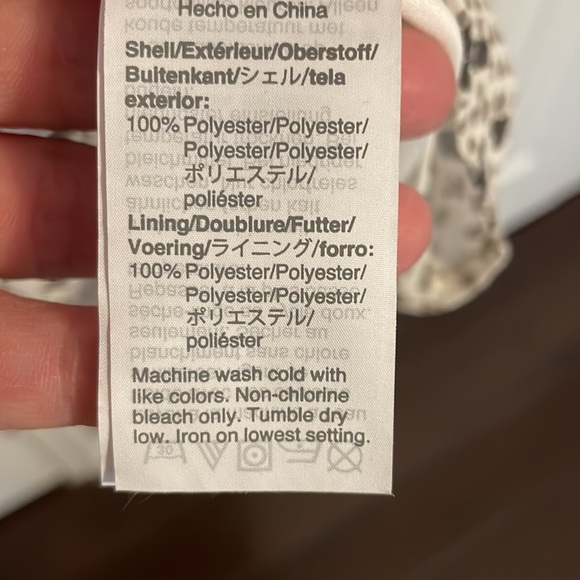 Hecho en China
Shell/Extérieur/Oberstoff/
Buitenkant/シェル/tela
exterior:
100% Polyester/Polyester/
Polyester/Polyester/
ポリエステル/
poliéster
Lining/Doublure/Futter/
Voering/ライニング/forro:
100% Polyester/Polyester/
Polyester/Polyester/
ポリエステル/
poliéster
Machine wash cold with
like colors. Non-chlorine
bleach only. Tumble dry
low. Iron on lowest setting.
30